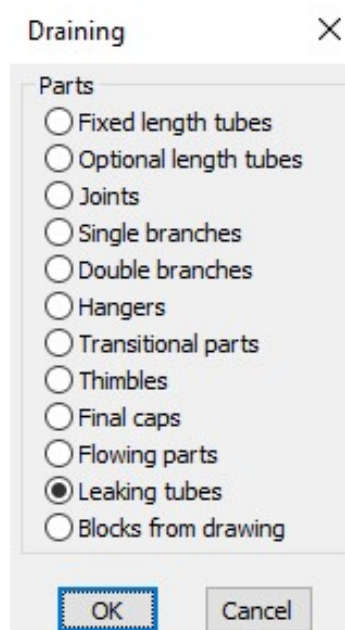 Draining
Parts
Fixed length tubes
Optional length tubes
Joints
Single branches
Double branches
Hangers
Transitional parts
Thimbles
Final caps
Flowing parts
Leaking tubes
Blocks from drawing
OK Cancel